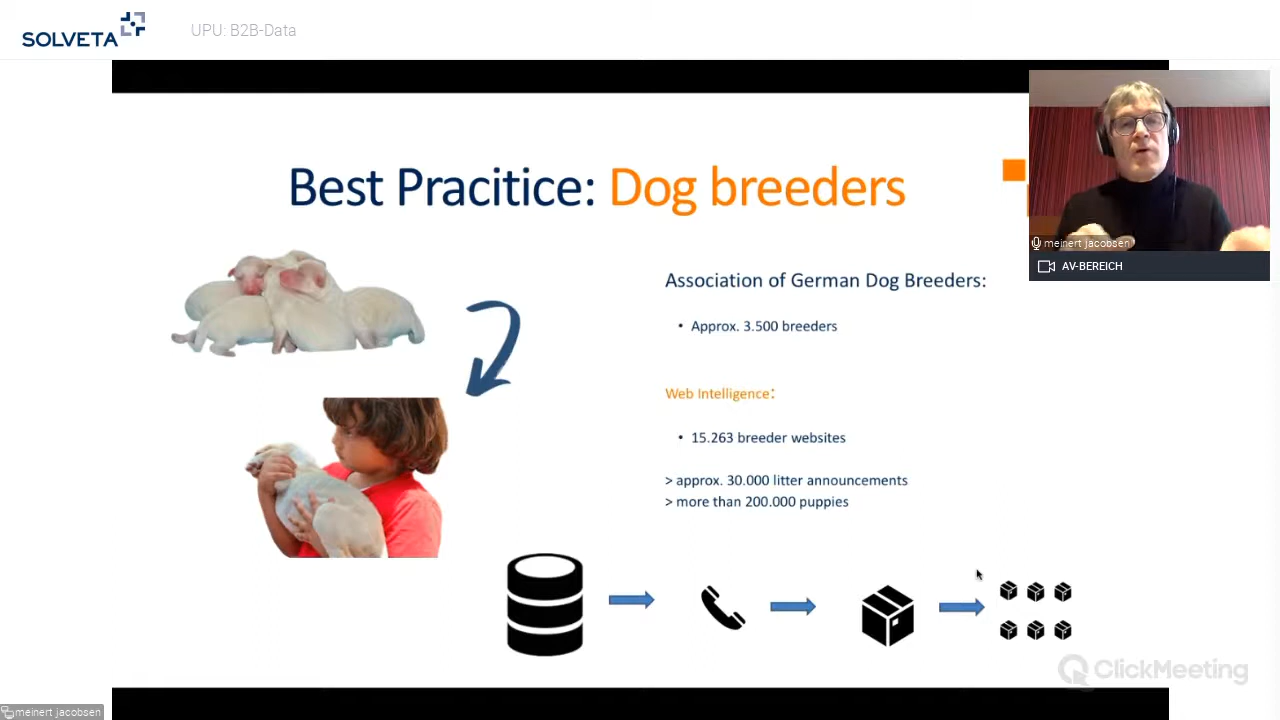 SOLVETA
UPU: B2B-Data
Best Pracitice: Dog breeders
meinert jacobsen
AV-BEREICH
Association of German Dog Breeders:
• Approx. 3.500 breeders
Web Intelligence:
• 15.263 breeder websites
> approx. 30.000 litter announcements
> more than 200.000 puppies
ClickMeeting
meinert jacobsen